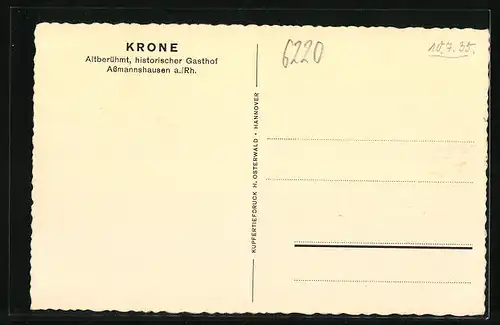 KRONE
Altberühmt, historischer Gasthof
Aßmannshausen a./Rh.
KUPFERTIEFDRUCK H. OSTERWALD • HANNOVER
6220
10.7.35.